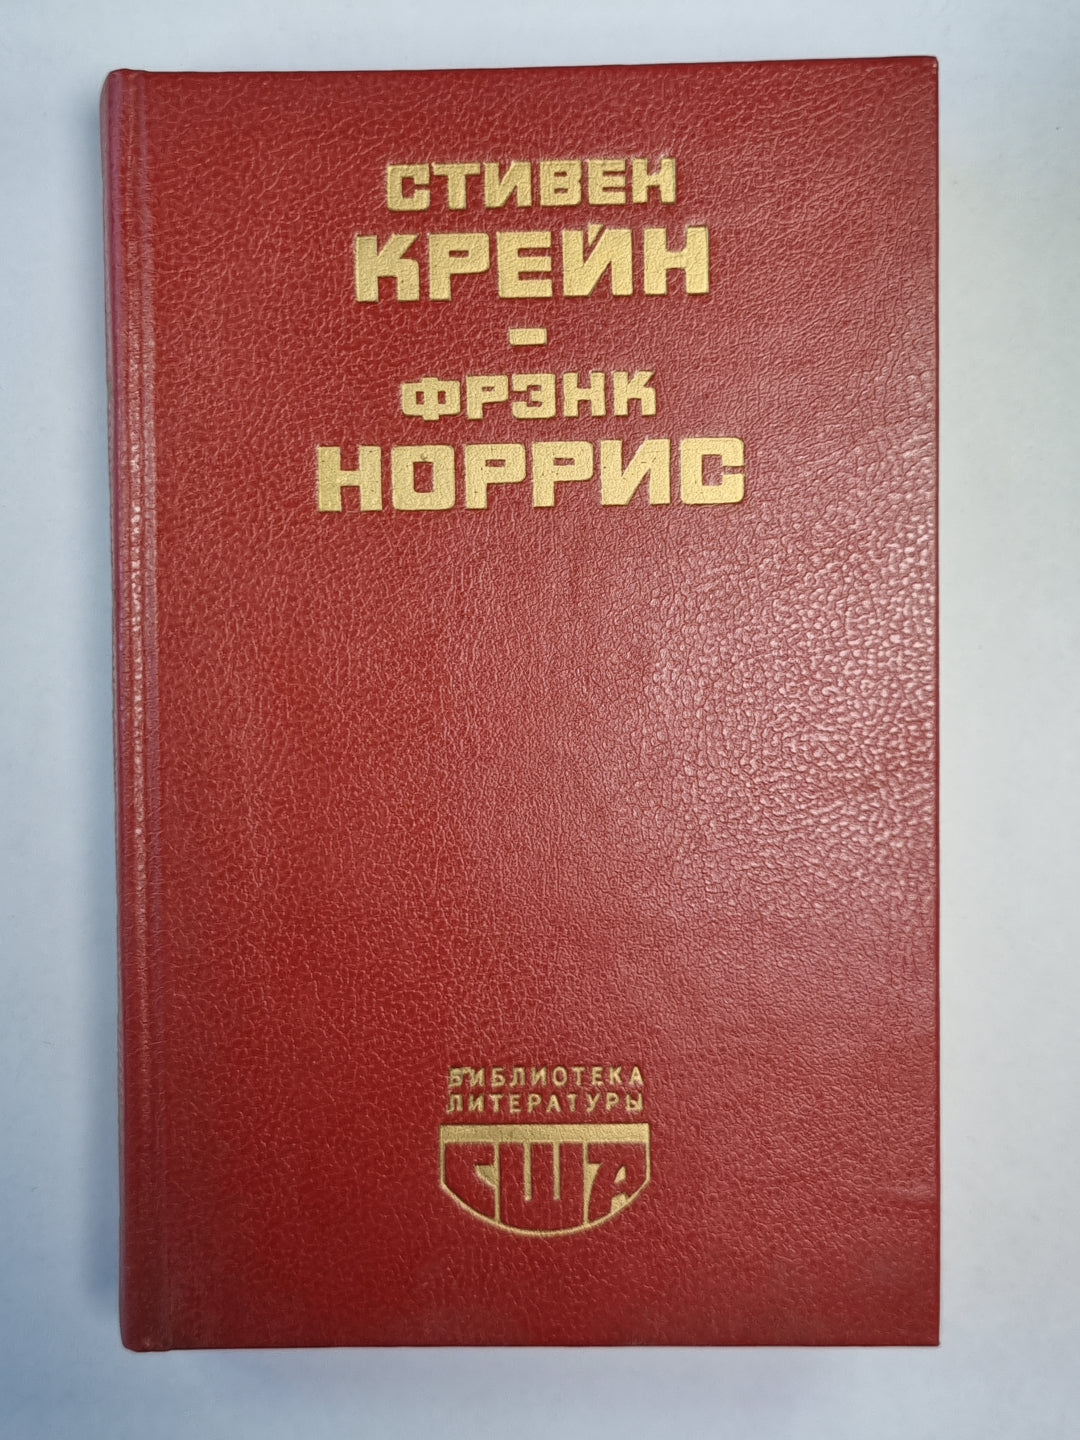 СТИВЕН
КРЕЙН
-
ФРЭНК
НОРРИС
БИБЛИОТЕКА
ЛИТЕРАТУРЫ
США